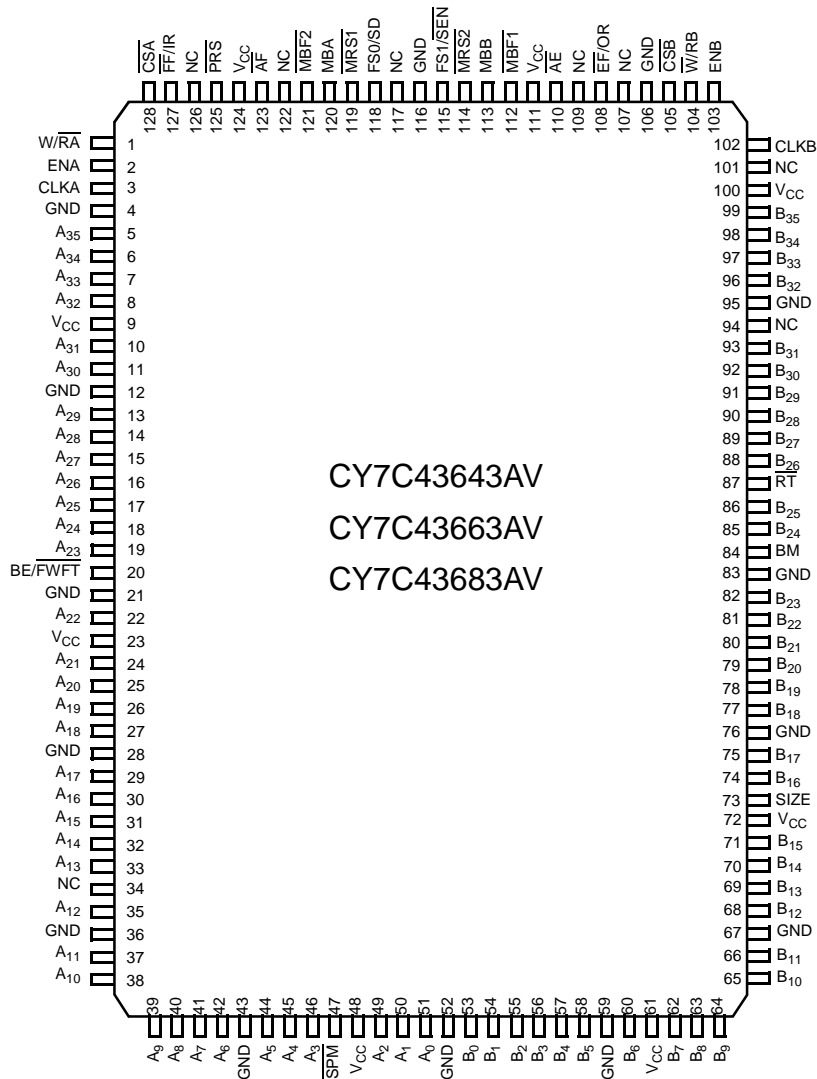 CSA
FF/IR
NC
PRS
VCC
AF
NC
MBF2
MBA
MRS1
FS0/SD
NC
GND
FS1/SEN
MRS2
MBB
MBF1
VCC
AE
NC
EF/OR
NC
GND
CSB
W/RB
ENB
128
127
126
125
124
123
122
121
120
119
118
117
116
115
114
113
112
111
110
109
108
107
106
105
104
103
W/RA 1
ENA 2
CLKA 3
GND 4
A35 5
A34 6
A33 7
A32 8
VCC 9
A31 10
A30 11
GND 12
A29 13
A28 14
A27 15
A26 16
A25 17
A24 18
A23 19
BE/FWFT 20
GND 21
A22 22
VCC 23
A21 24
A20 25
A19 26
A18 27
GND 28
A17 29
A16 30
A15 31
A14 32
A13 33
NC 34
A12 35
GND 36
A11 37
A10 38
CY7C43643AV
CY7C43663AV
CY7C43683AV
102 CLKB
101 NC
100 VCC
99 B35
98 B34
97 B33
96 B32
95 GND
94 NC
93 B31
92 B30
91 B29
90 B28
89 B27
88 B26
87 RT
86 B25
85 B24
84 BM
83 GND
82 B23
81 B22
80 B21
79 B20
78 B19
77 B18
76 GND
75 B17
74 B16
73 SIZE
72 VCC
71 B15
70 B14
69 B13
68 B12
67 GND
66 B11
65 B10
39
40
41
42
43
44
45
46
47
48
49
50
51
52
53
54
55
56
57
58
59
60
61
62
63
64
A9
A8
A7
A6
GND
A5
A4
A3
SPM
VCC
A2
A1
A0
GND
B0
B1
B2
B3
B4
B5
GND
B6
VCC
B7
B8
B9